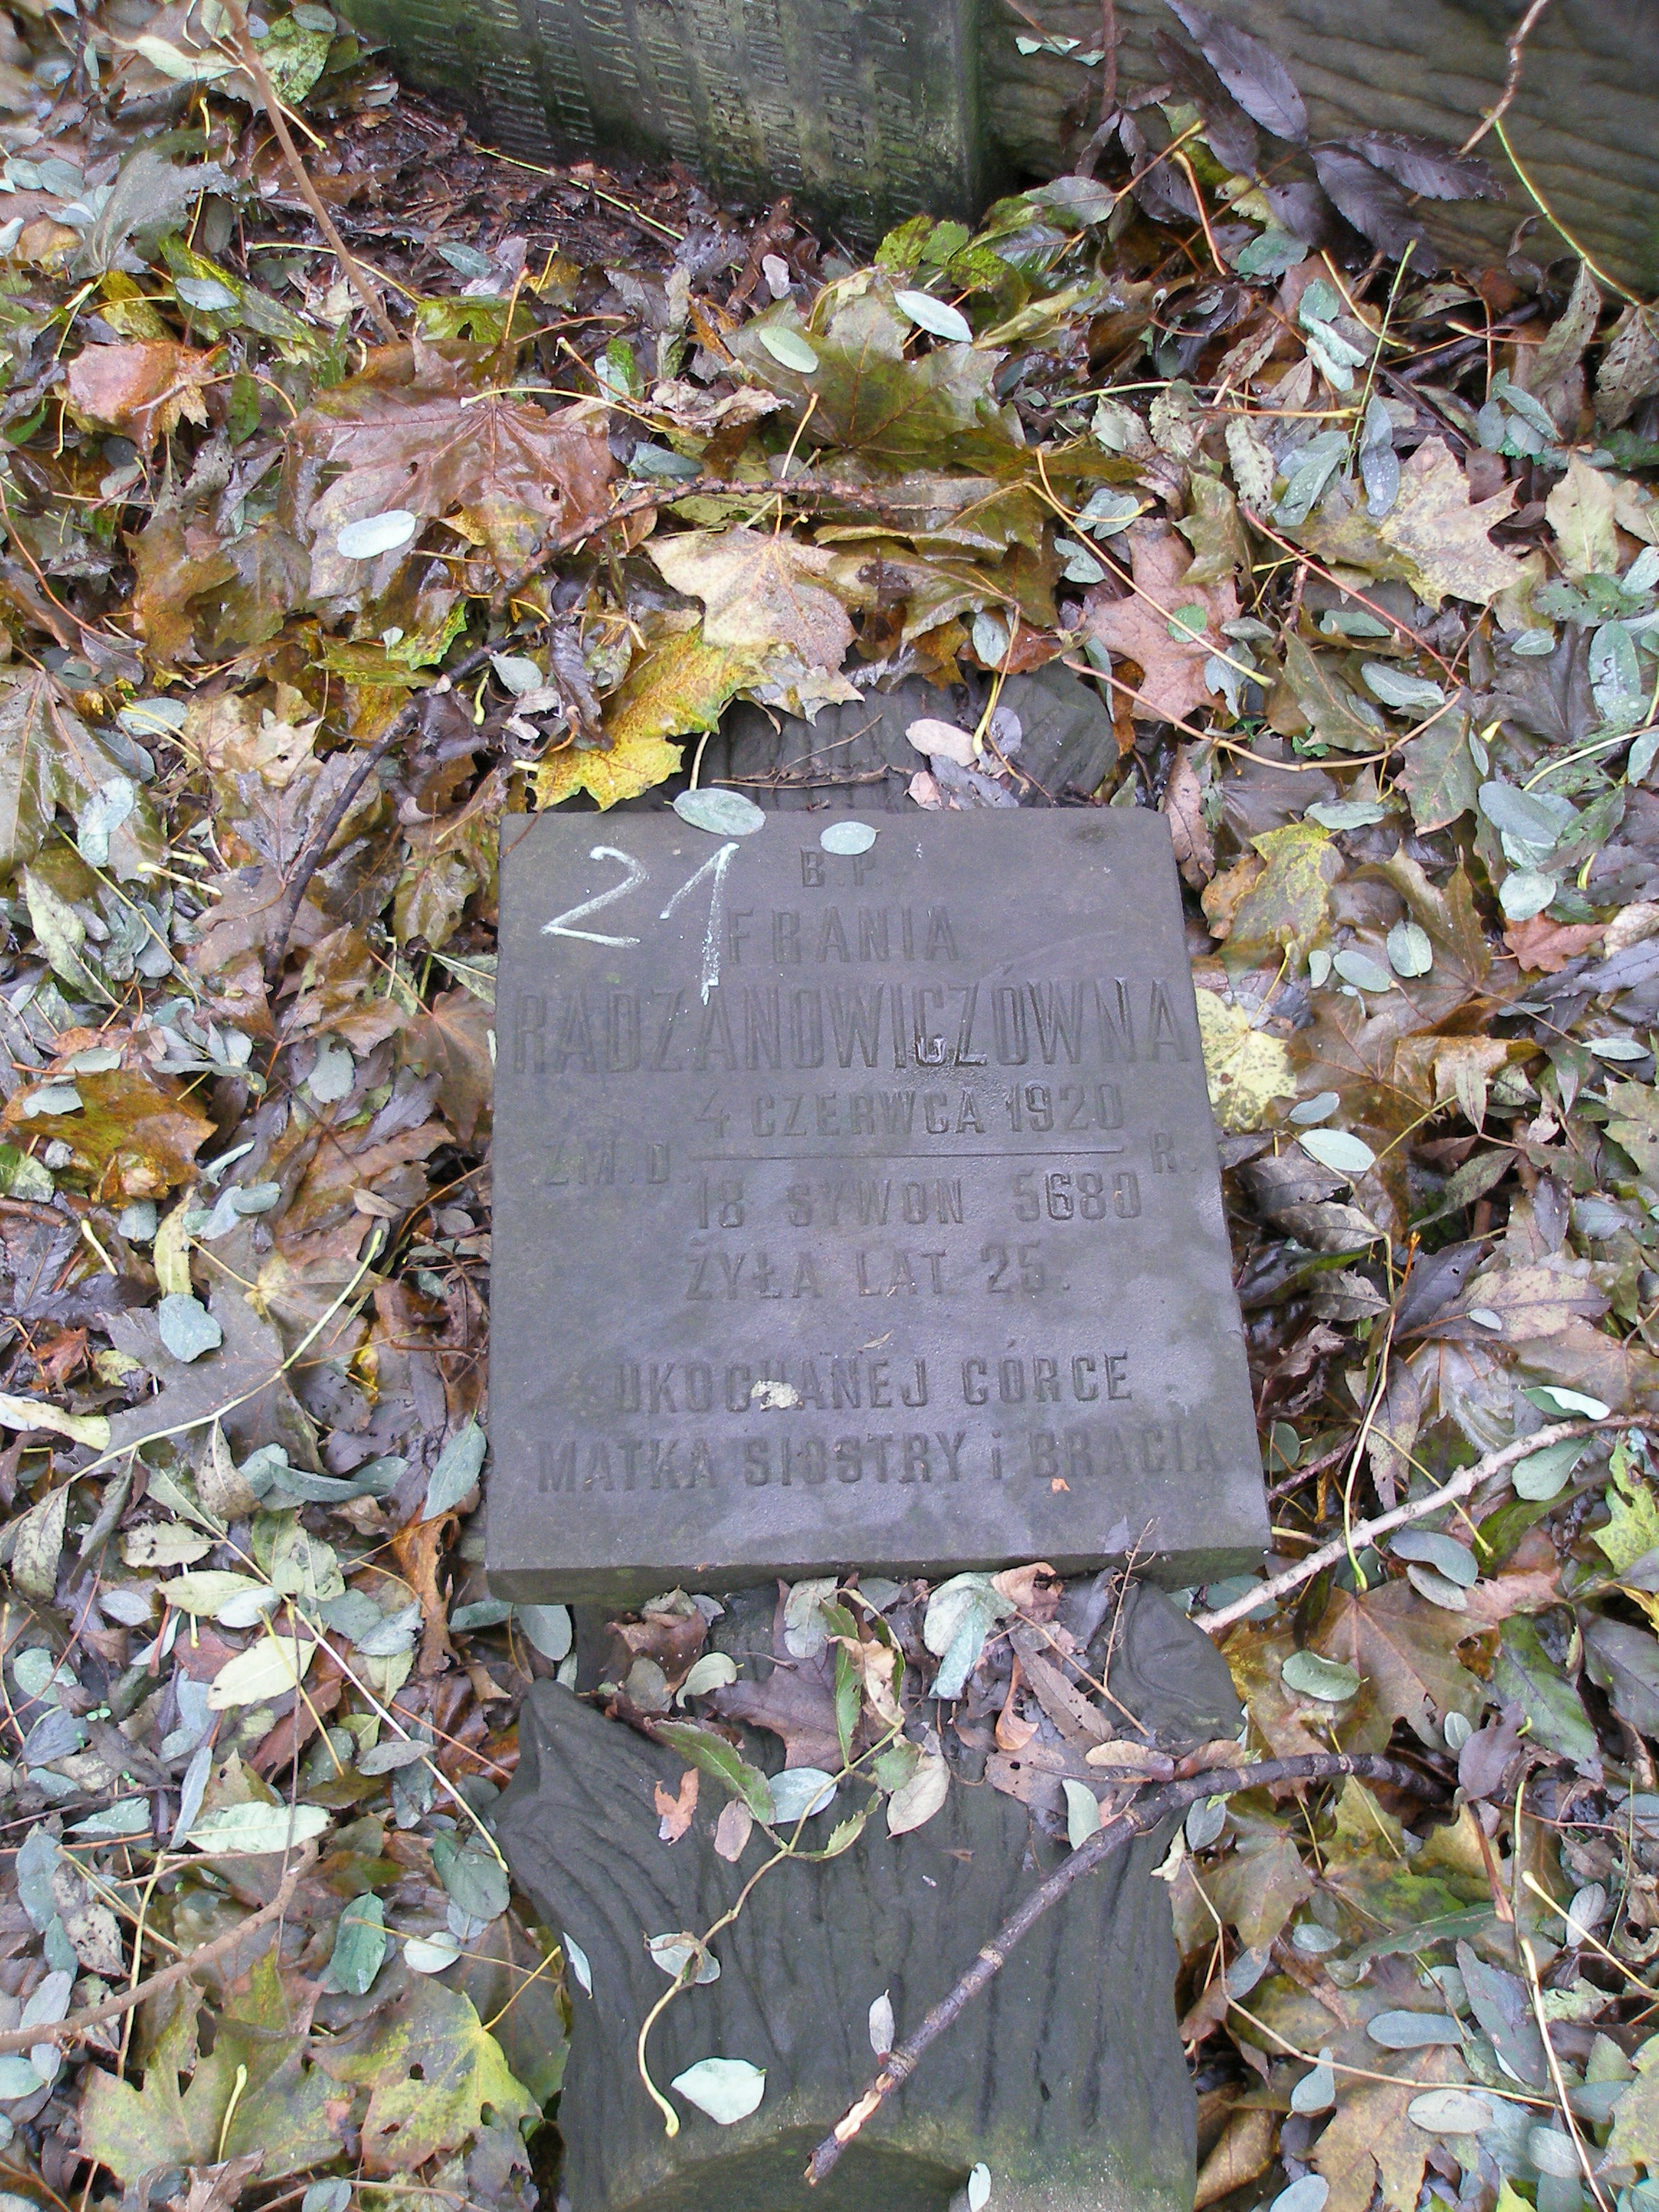 21
B.P.
FRANIA
RADZANOWICZÓWNA
4 CZERWCA 1920
ZM. D. R.
18 SYWON 5680
ŻYŁA LAT 25.
UKOCHANEJ CÓRCE
MATKA SIOSTRY i BRACIA